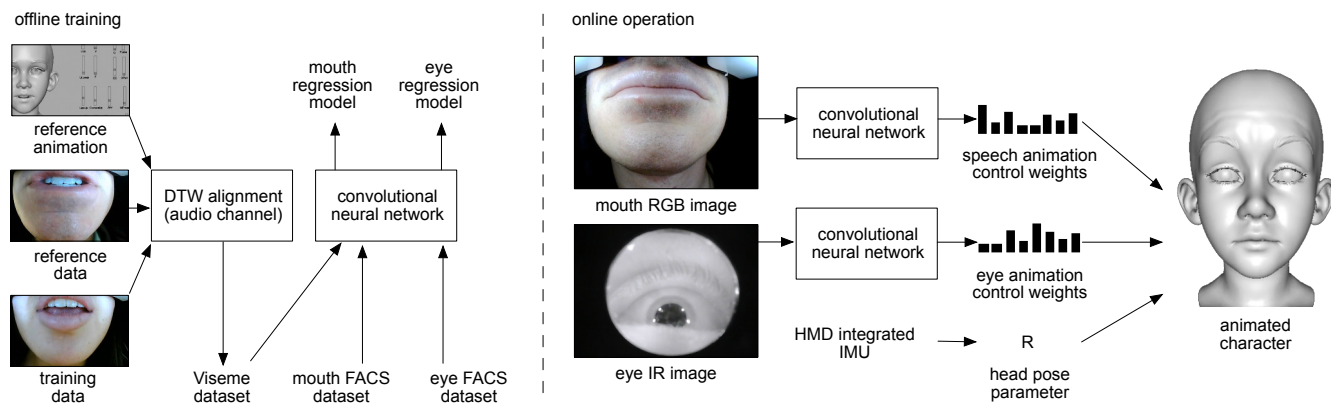 offline training
mouth
regression
model
eye
regression
model
reference
animation
DTW alignment
(audio channel)
convolutional
neural network
reference
data
training
data
Viseme
dataset
mouth FACS
dataset
eye FACS
dataset
online operation
mouth RGB image
convolutional
neural network
speech animation
control weights
eye IR image
convolutional
neural network
eye animation
control weights
HMD integrated
IMU
R
head pose
parameter
animated
character